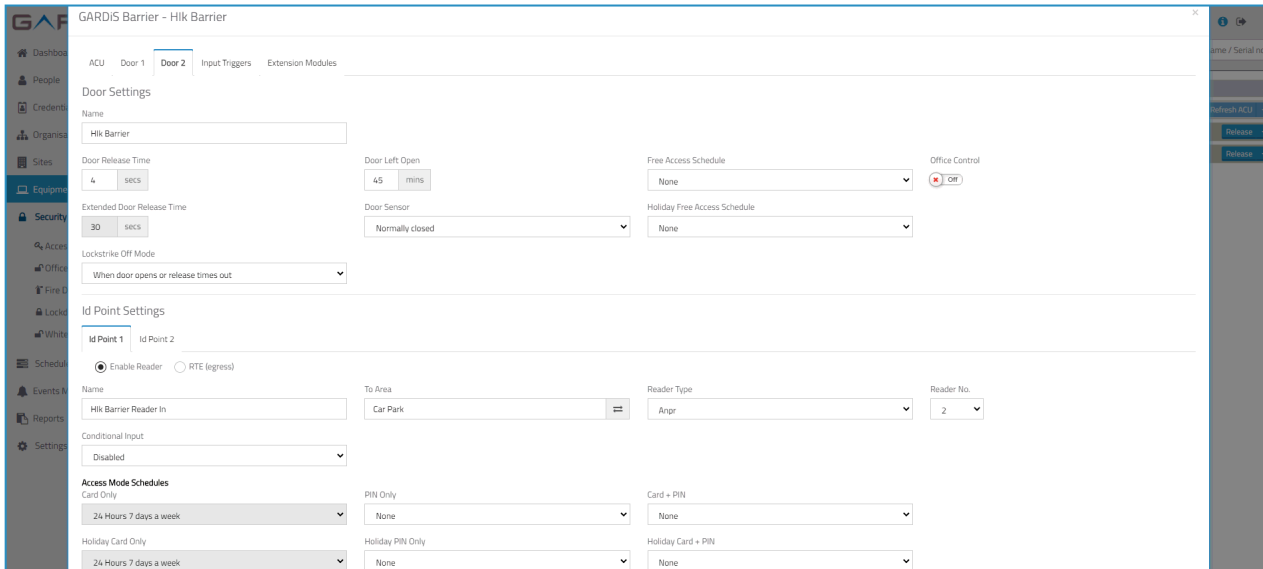 GARDiS Barrier - Hlk Barrier ×
Dashboa
People
Credenti
Organisa
Sites
Equipme
Security
Acces
Office
Fire D
Lockd
White
Schedul
Events M
Reports
Settings
ACU Door 1 Door 2 Input Triggers Extension Modules
Door Settings
Name
Hlk Barrier
Door Release Time Door Left Open Free Access Schedule Office Control
4 secs 45 mins None Off
Extended Door Release Time Door Sensor Holiday Free Access Schedule
30 secs Normally closed None
Lockstrike Off Mode
When door opens or release times out
Id Point Settings
Id Point 1 Id Point 2
Enable Reader RTE (egress)
Name To Area Reader Type Reader No.
Hlk Barrier Reader In Car Park Anpr 2
Conditional Input
Disabled
Access Mode Schedules
Card Only PIN Only Card + PIN
24 Hours 7 days a week None None
Holiday Card Only Holiday PIN Only Holiday Card + PIN
24 Hours 7 days a week None None
ame / Serial no
Refresh ACU
Release
Release